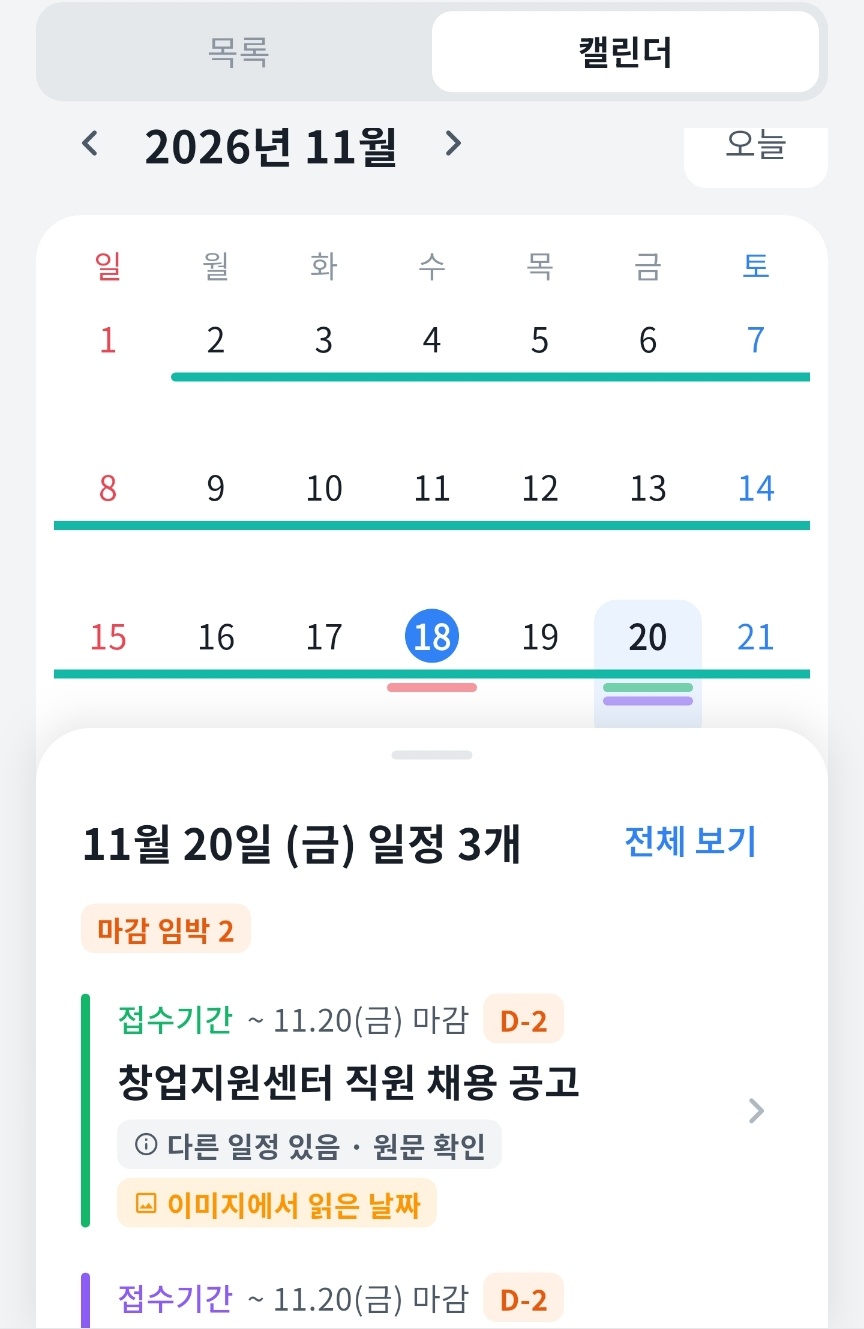 목록 캘린더
2026년 11월 오늘
일 월 화 수 목 금 토
1 2 3 4 5 6 7
8 9 10 11 12 13 14
15 16 17 18 19 20 21
11월 20일 (금) 일정 3개 전체 보기
마감 임박 2
접수기간 ~ 11.20(금) 마감 D-2
창업지원센터 직원 채용 공고
다른 일정 있음 · 원문 확인
이미지에서 읽은 날짜
접수기간 ~ 11.20(금) 마감 D-2